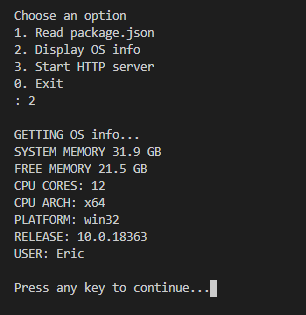 Choose an option
1. Read package.json
2. Display OS info
3. Start HTTP server
0. Exit
: 2
GETTING OS info...
SYSTEM MEMORY 31.9 GB
FREE MEMORY 21.5 GB
CPU CORES: 12
CPU ARCH: x64
PLATFORM: win32
RELEASE: 10.0.18363
USER: Eric
Press any key to continue...